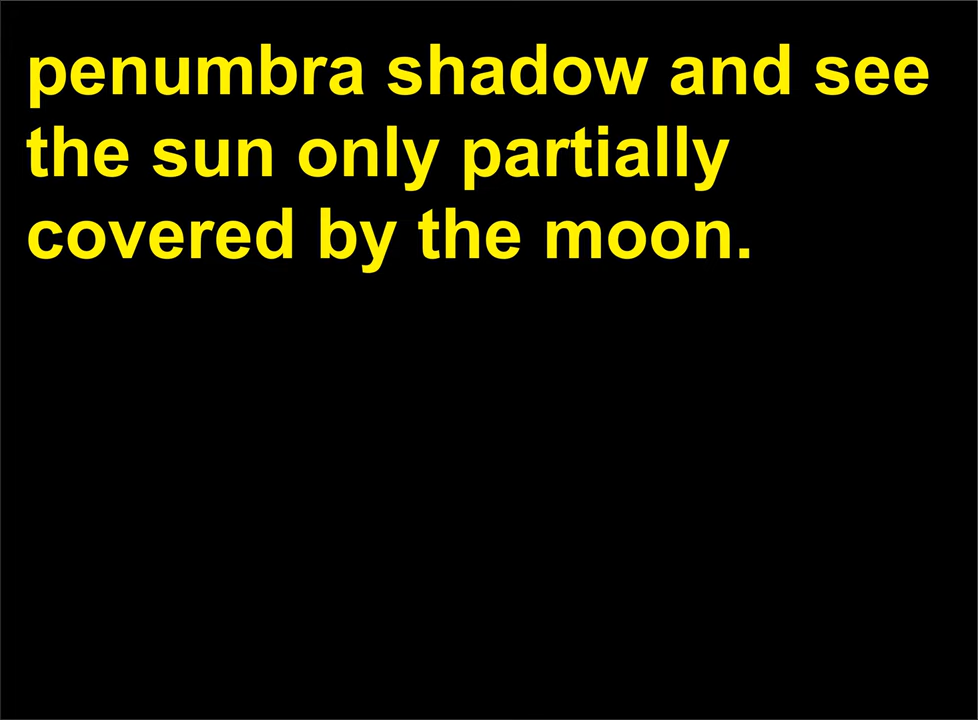 penumbra shadow and see
the sun only partially
covered by the moon.